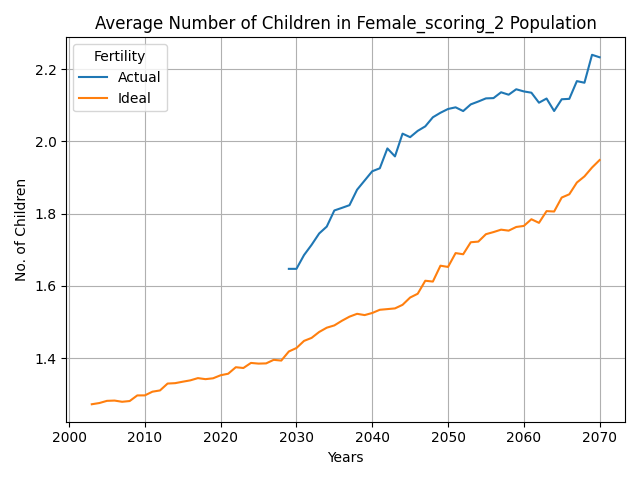 Average Number of Children in Female_scoring_2 Population
Fertility
Actual
Ideal
No. of Children
2.2
2.0
1.8
1.6
1.4
2000 2010 2020 2030 2040 2050 2060 2070
Years